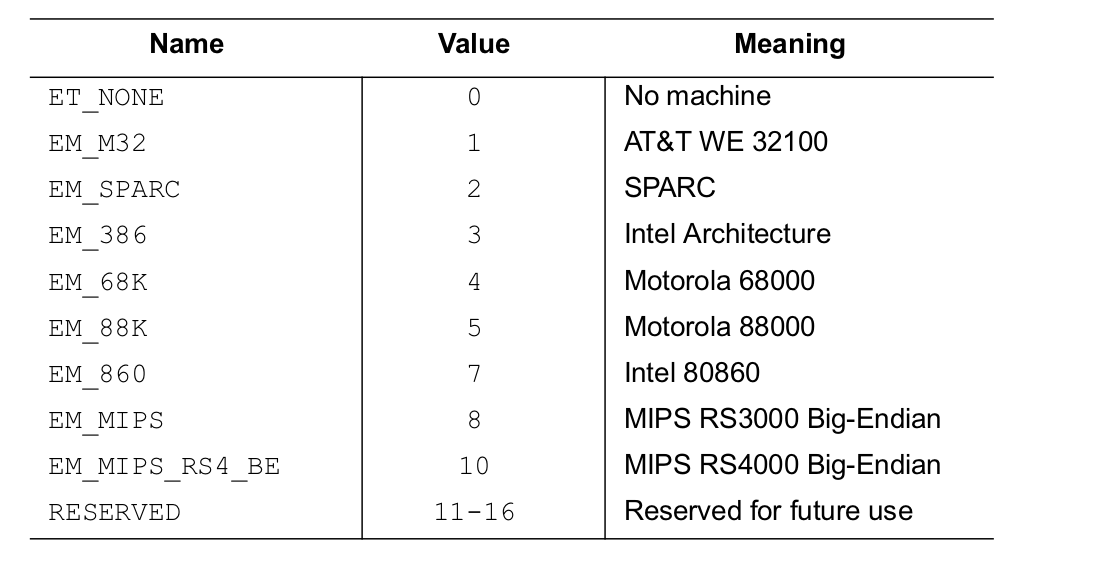 Name Value Meaning
ET_NONE 0 No machine
EM_M32 1 AT&T WE 32100
EM_SPARC 2 SPARC
EM_386 3 Intel Architecture
EM_68K 4 Motorola 68000
EM_88K 5 Motorola 88000
EM_860 7 Intel 80860
EM_MIPS 8 MIPS RS3000 Big-Endian
EM_MIPS_RS4_BE 10 MIPS RS4000 Big-Endian
RESERVED 11-16 Reserved for future use